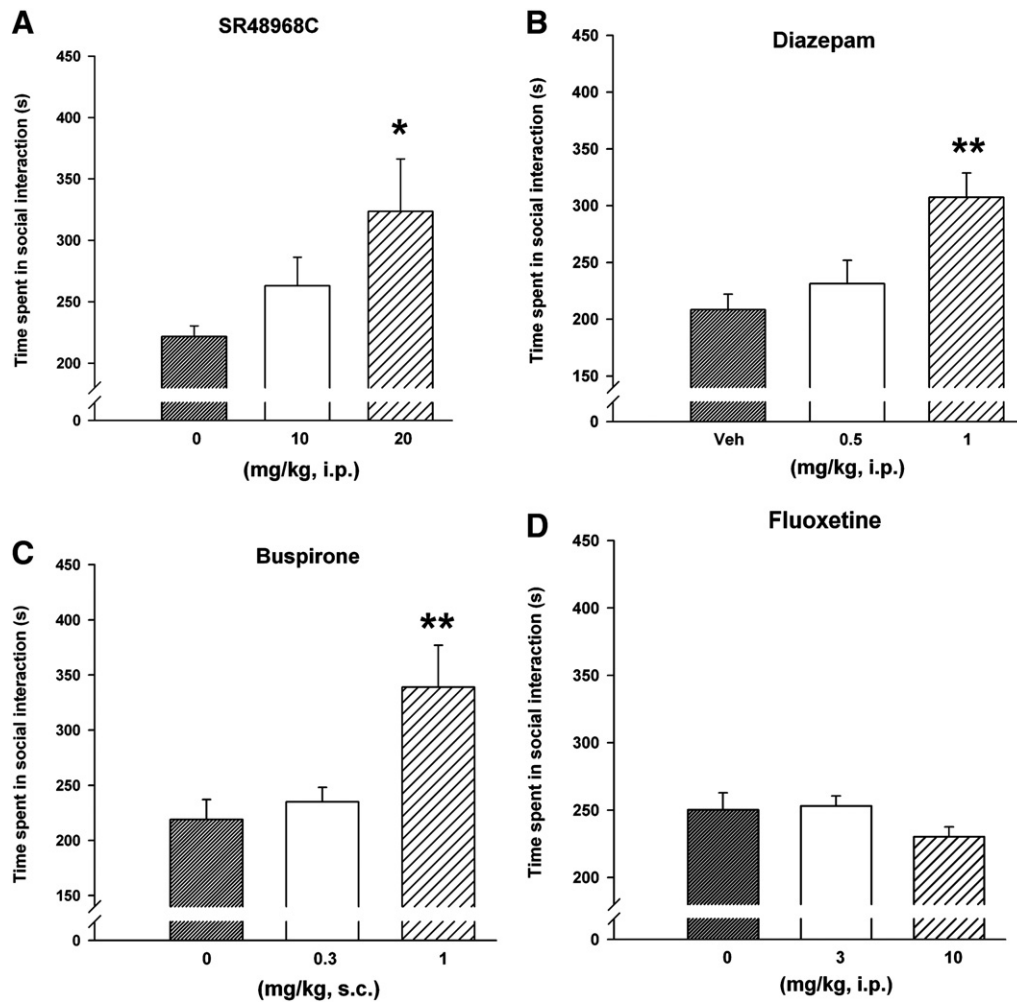 A
SR48968C
Time spent in social interaction (s)
450
400
350
300
250
200
0
*
0 10 20
(mg/kg, i.p.)
B
Diazepam
Time spent in social interaction (s)
450
400
350
300
250
200
150
0
**
Veh 0.5 1
(mg/kg, i.p.)
C
Buspirone
Time spent in social interaction (s)
450
400
350
300
250
200
150
0
**
0 0.3 1
(mg/kg, s.c.)
D
Fluoxetine
Time spent in social interaction (s)
450
400
350
300
250
200
0
0 3 10
(mg/kg, i.p.)